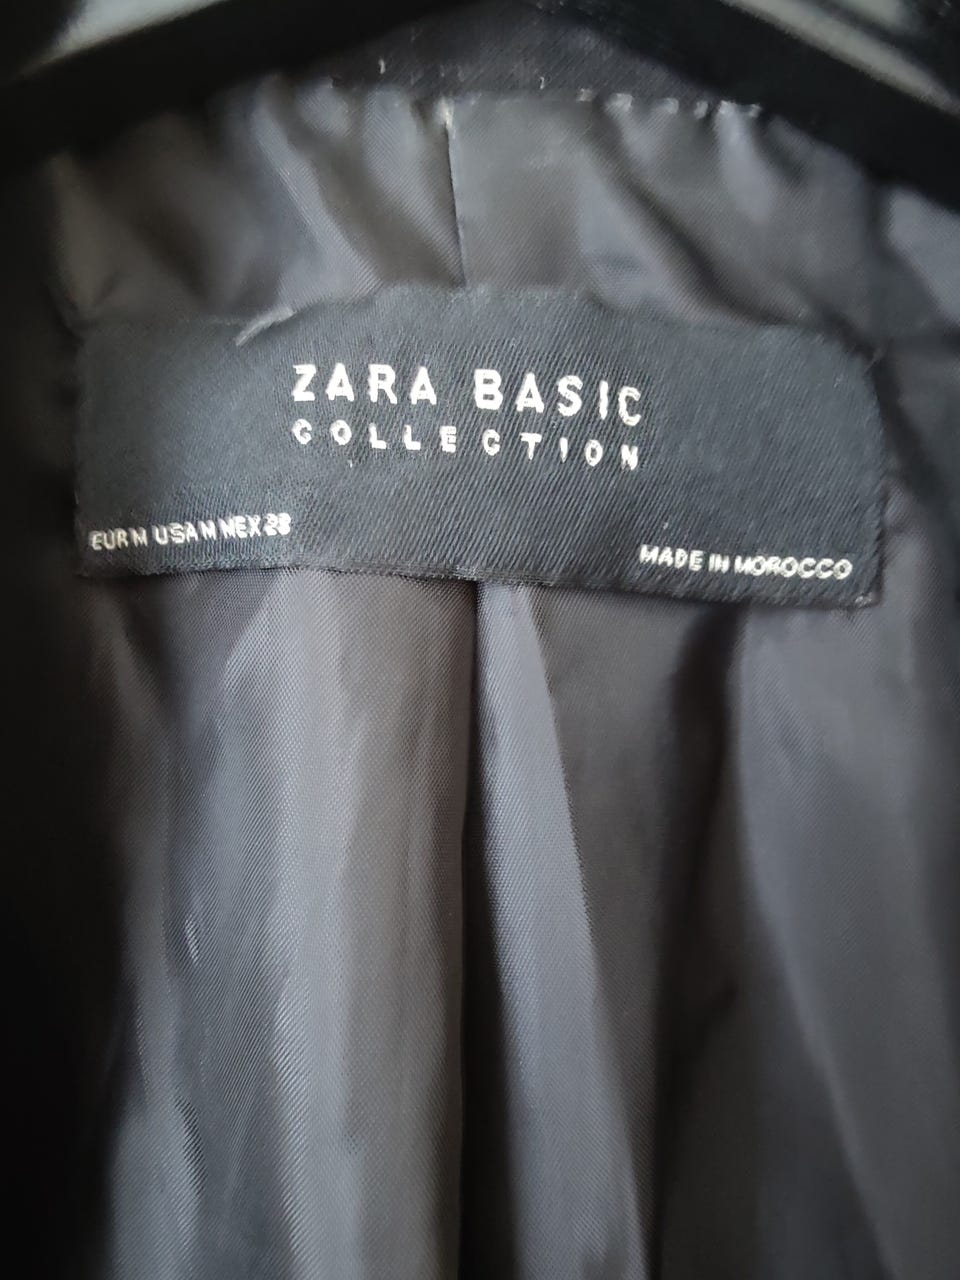 ZARA BASIC
COLLECTION
EUR M USA M MEX 28
MADE IN MOROCCO